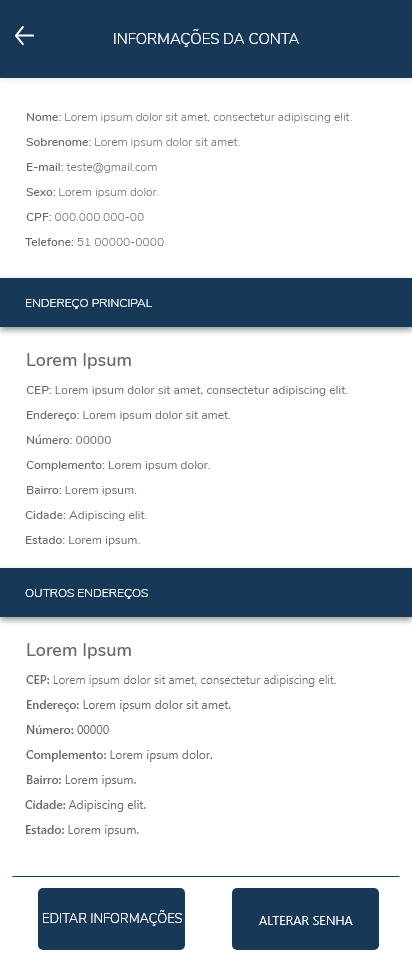 INFORMAÇÕES DA CONTA
Nome: Lorem ipsum dolor sit amet, consectetur adipiscing elit.
Sobrenome: Lorem ipsum dolor sit amet.
E-mail: teste@gmail.com
Sexo: Lorem ipsum dolor.
CPF: 000.000.000-00
Telefone: 51 00000-0000
ENDEREÇO PRINCIPAL
Lorem Ipsum
CEP: Lorem ipsum dolor sit amet, consectetur adipiscing elit.
Endereço: Lorem ipsum dolor sit amet.
Número: 00000
Complemento: Lorem ipsum dolor.
Bairro: Lorem ipsum.
Cidade: Adipiscing elit.
Estado: Lorem ipsum.
OUTROS ENDEREÇOS
Lorem Ipsum
CEP: Lorem ipsum dolor sit amet, consectetur adipiscing elit.
Endereço: Lorem ipsum dolor sit amet.
Número: 00000
Complemento: Lorem ipsum dolor.
Bairro: Lorem ipsum.
Cidade: Adipiscing elit.
Estado: Lorem ipsum.
EDITAR INFORMAÇÕES
ALTERAR SENHA